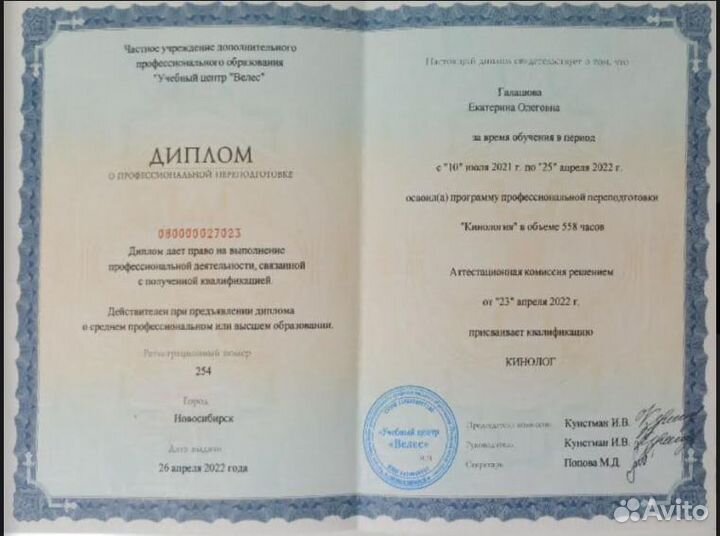 Частное учреждение дополнительного
профессионального образования
"Учебный центр "Велес"
ДИПЛОМ
О ПРОФЕССИОНАЛЬНОЙ ПЕРЕПОДГОТОВКЕ
080000027023
Диплом дает право на выполнение
профессиональной деятельности, связанной
с полученной квалификацией.
Действителен при предъявлении диплома
о среднем профессиональном или высшем образовании.
Регистрационный номер
254
Город
Новосибирск
Дата выдачи
26 апреля 2022 года
Настоящий диплом свидетельствует о том, что
Галашова
Екатерина Олеговна
за время обучения в период
с "10" июля 2021 г. по "25" апреля 2022 г.
освоил(а) программу профессиональной переподготовки
"Кинология" в объеме 558 часов
Аттестационная комиссия решением
от "23" апреля 2022 г.
присваивает квалификацию
КИНОЛОГ
Председатель комиссии Кунстман И.В.
Руководитель Кунстман И.В.
Секретарь Попова М.Д.
«Учебный центр
«Велес»
М.П.
Avito